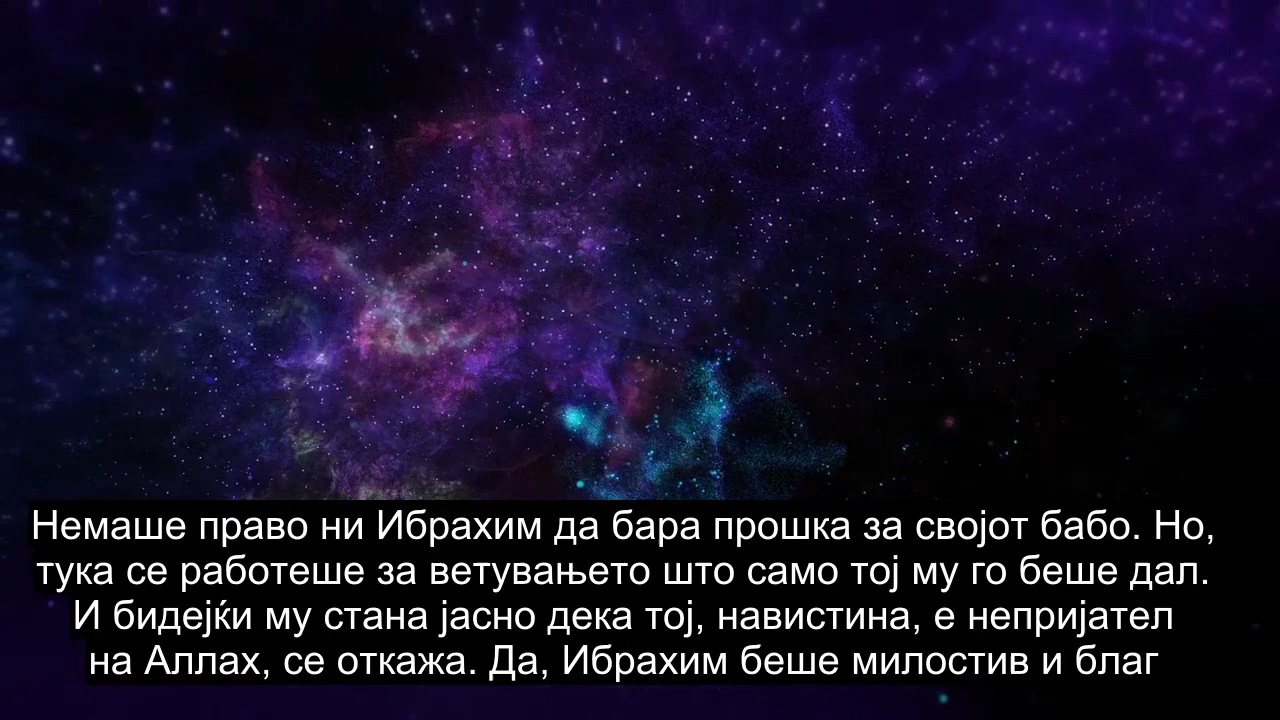 Немаше право ни Ибрахим да бара прошка за својот бабо. Но,
тука се работеше за ветувањето што само тој му го беше дал.
И бидејќи му стана јасно дека тој, навистина, е непријател
на Аллах, се откажа. Да, Ибрахим беше милостив и благ